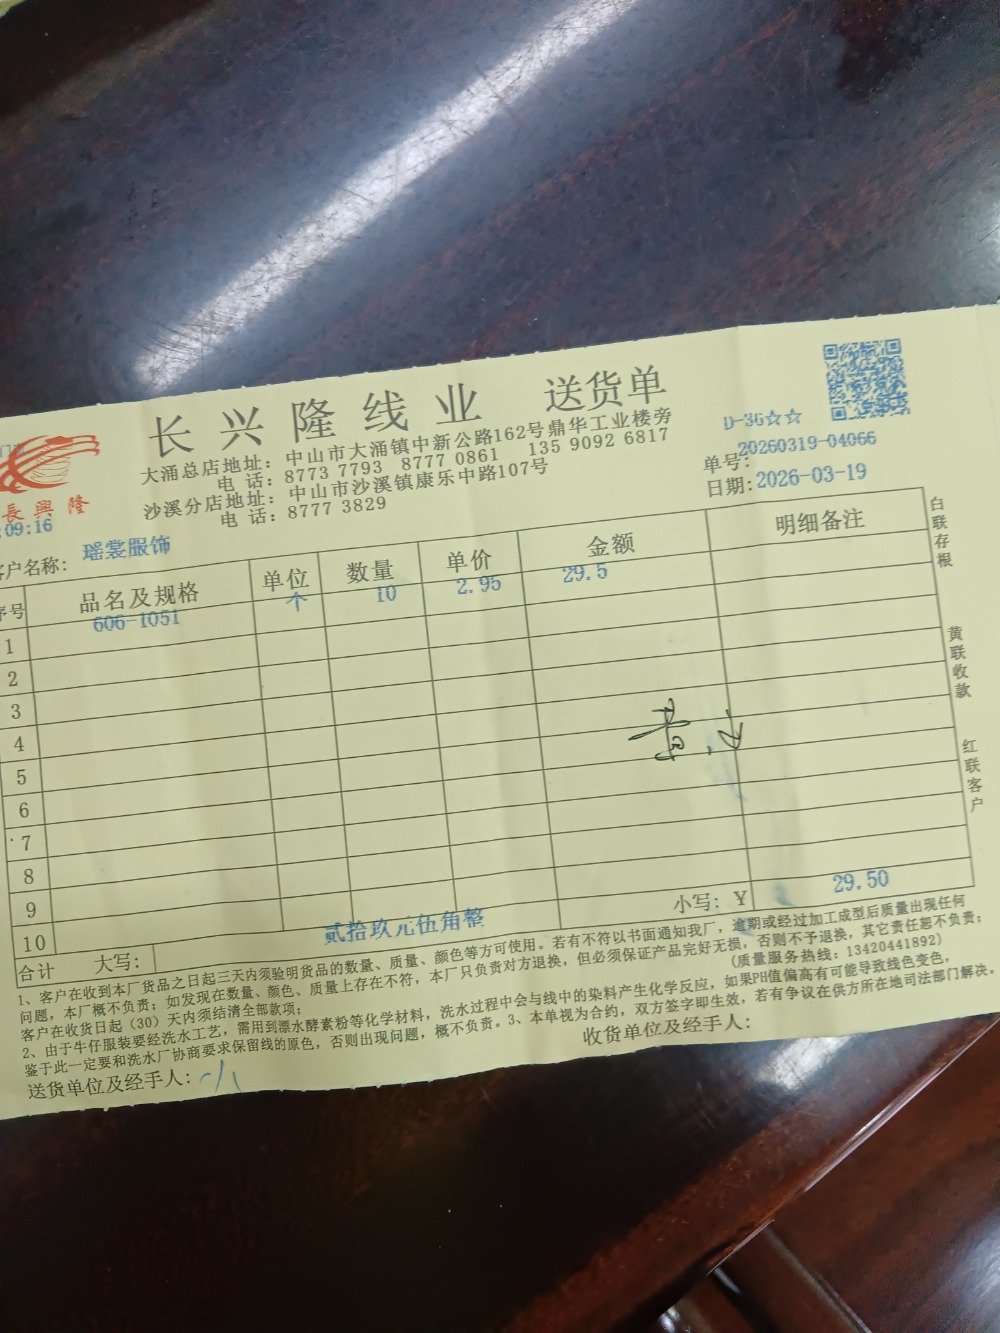 长兴隆线业 送货单
大涌总店地址：中山市大涌镇中新公路162号鼎华工业楼旁
电 话：8773 7793 8777 0861 135 9092 6817
沙溪分店地址：中山市沙溪镇康乐中路107号
电 话：8777 3829
長興隆
09:16
D-36☆☆
单号：20260319-04066
日期：2026-03-19
客户名称：瑶裳服饰
序号 品名及规格 单位 数量 单价 金额 明细备注
1 606-1051 个 10 2.95 29.5
2
3
4
5
6
7
8
9
10
合计 大写：贰拾玖元伍角整 小写：¥ 29.50
1、客户在收到本厂货品之日起三天内须验明货品的数量、质量、颜色等方可使用。若有不符以书面通知我厂，逾期或经过加工成型后质量出现任何
问题，本厂概不负责；如发现在数量、颜色、质量上存在不符，本厂只负责对方退换，但必须保证产品完好无损，否则不予退换，其它责任恕不负责；
客户在收货日起（30）天内须结清全部款项； (质量服务热线：13420441892)
2、由于牛仔服装要经洗水工艺，需用到漂水酵素粉等化学材料，洗水过程中会与线中的染料产生化学反应，如果PH值偏高有可能导致线色变色，
鉴于此一定要和洗水厂协商要求保留线的原色，否则出现问题，概不负责。3、本单视为合约，双方签字即生效，若有争议在供方所在地司法部门解决。
送货单位及经手人： 收货单位及经手人：
白联存根
黄联收款
红联客户